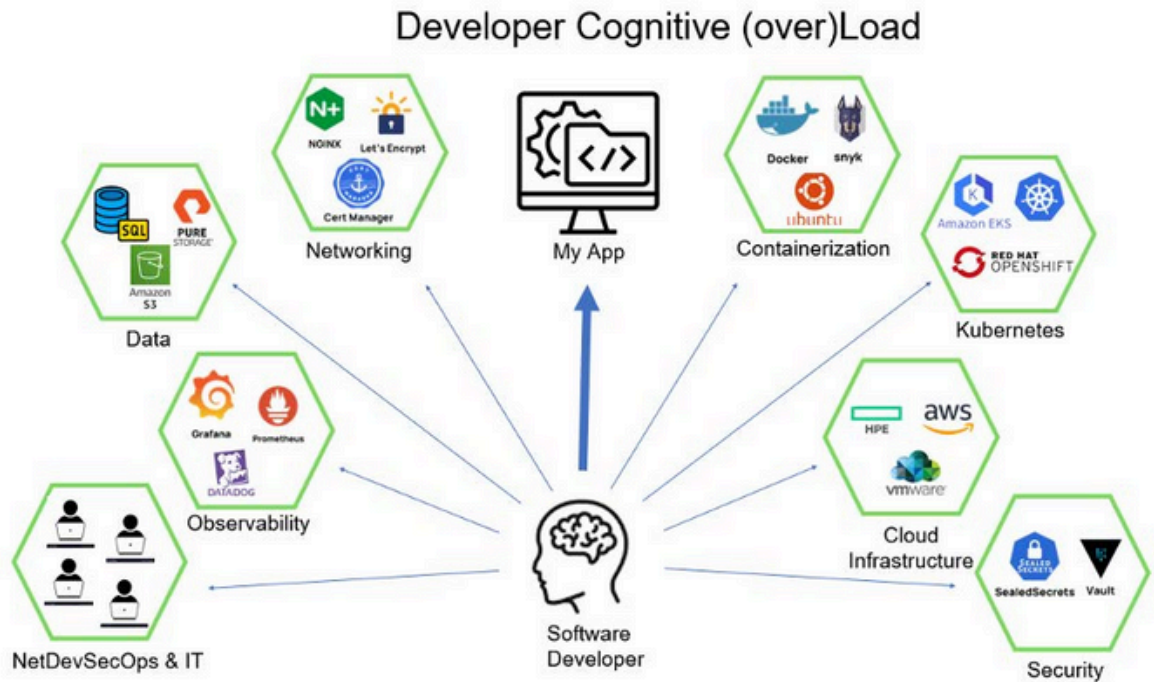 Developer Cognitive (over)Load
N+
NGINX
Let's Encrypt
CERT
MANAGER
Cert Manager
Networking
</>
My App
Docker
snyk
ubuntu
Containerization
SQL
PURE
STORAGE
Amazon
S3
Data
K
Amazon EKS
RED HAT
OPENSHIFT
Kubernetes
Grafana
Prometheus
DATADOG
Observability
HPE
aws
vmware
Cloud
Infrastructure
SEALED
SECRETS
SealedSecrets
Vault
Security
NetDevSecOps & IT
Software
Developer